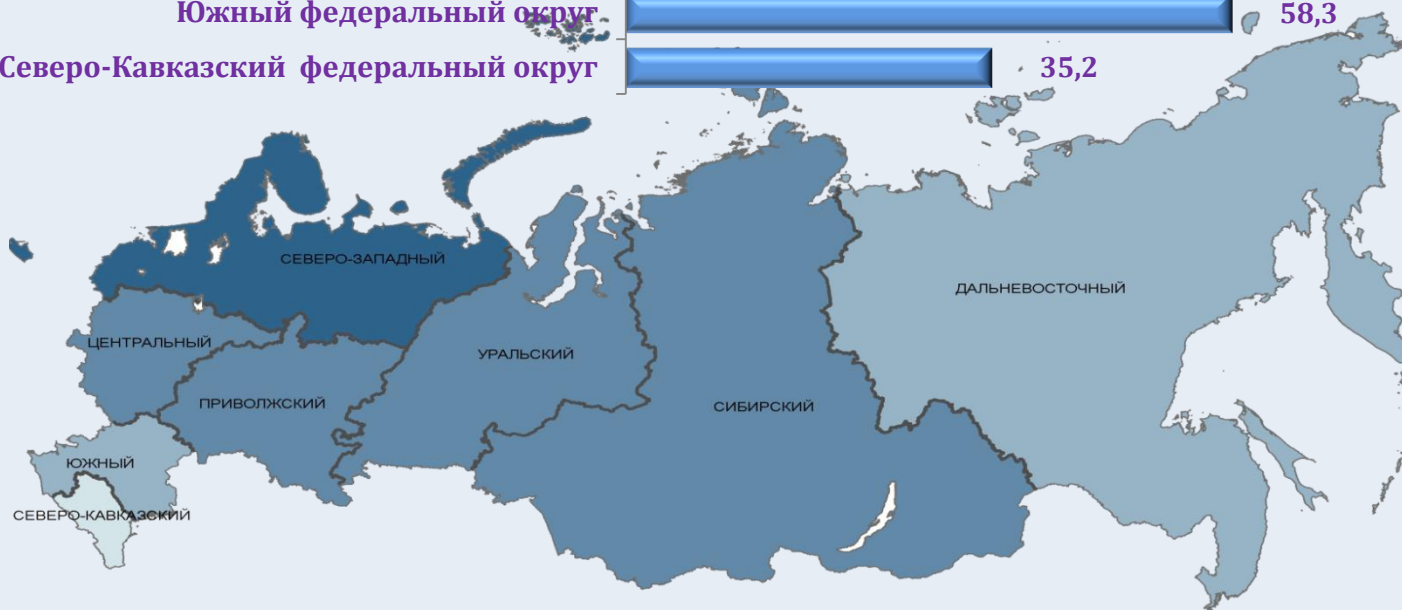 Южный федеральный округ 58,3
Северо-Кавказский федеральный округ 35,2
СЕВЕРО-ЗАПАДНЫЙ
ДАЛЬНЕВОСТОЧНЫЙ
ЦЕНТРАЛЬНЫЙ
УРАЛЬСКИЙ
ПРИВОЛЖСКИЙ
СИБИРСКИЙ
ЮЖНЫЙ
СЕВЕРО-КАВКАЗСКИЙ